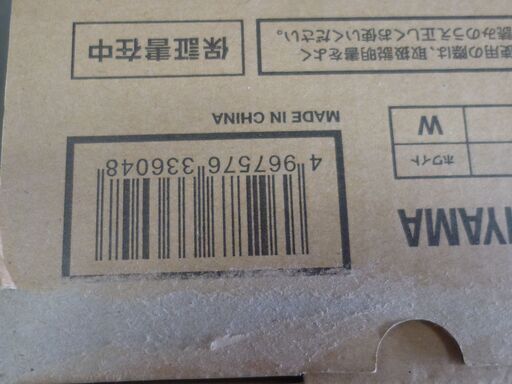 YAMA
ホワイト
W
4 967576 336048
MADE IN CHINA
使用の際は、取扱説明書をよく
読みのうえ正しくお使いください。
保証書在中